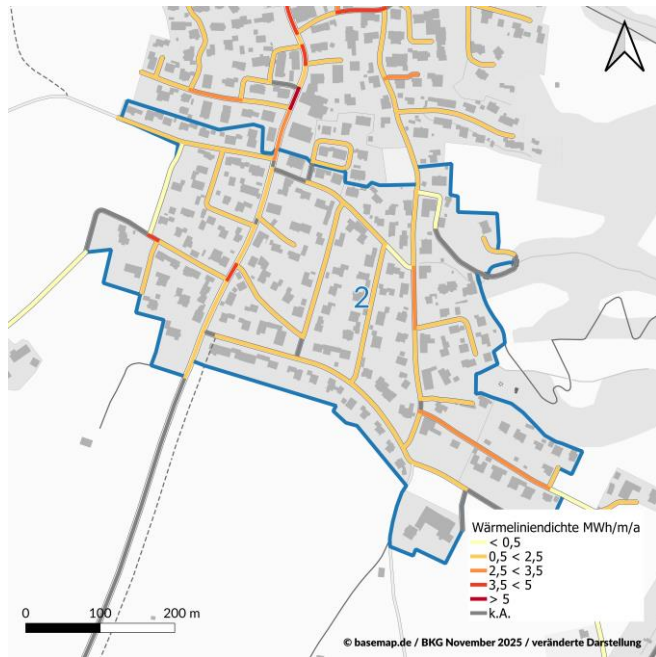 2
Wärmeliniendichte MWh/m/a
< 0,5
0,5 < 2,5
2,5 < 3,5
3,5 < 5
> 5
k.A.
0 100 200 m
© basemap.de / BKG November 2025 / veränderte Darstellung